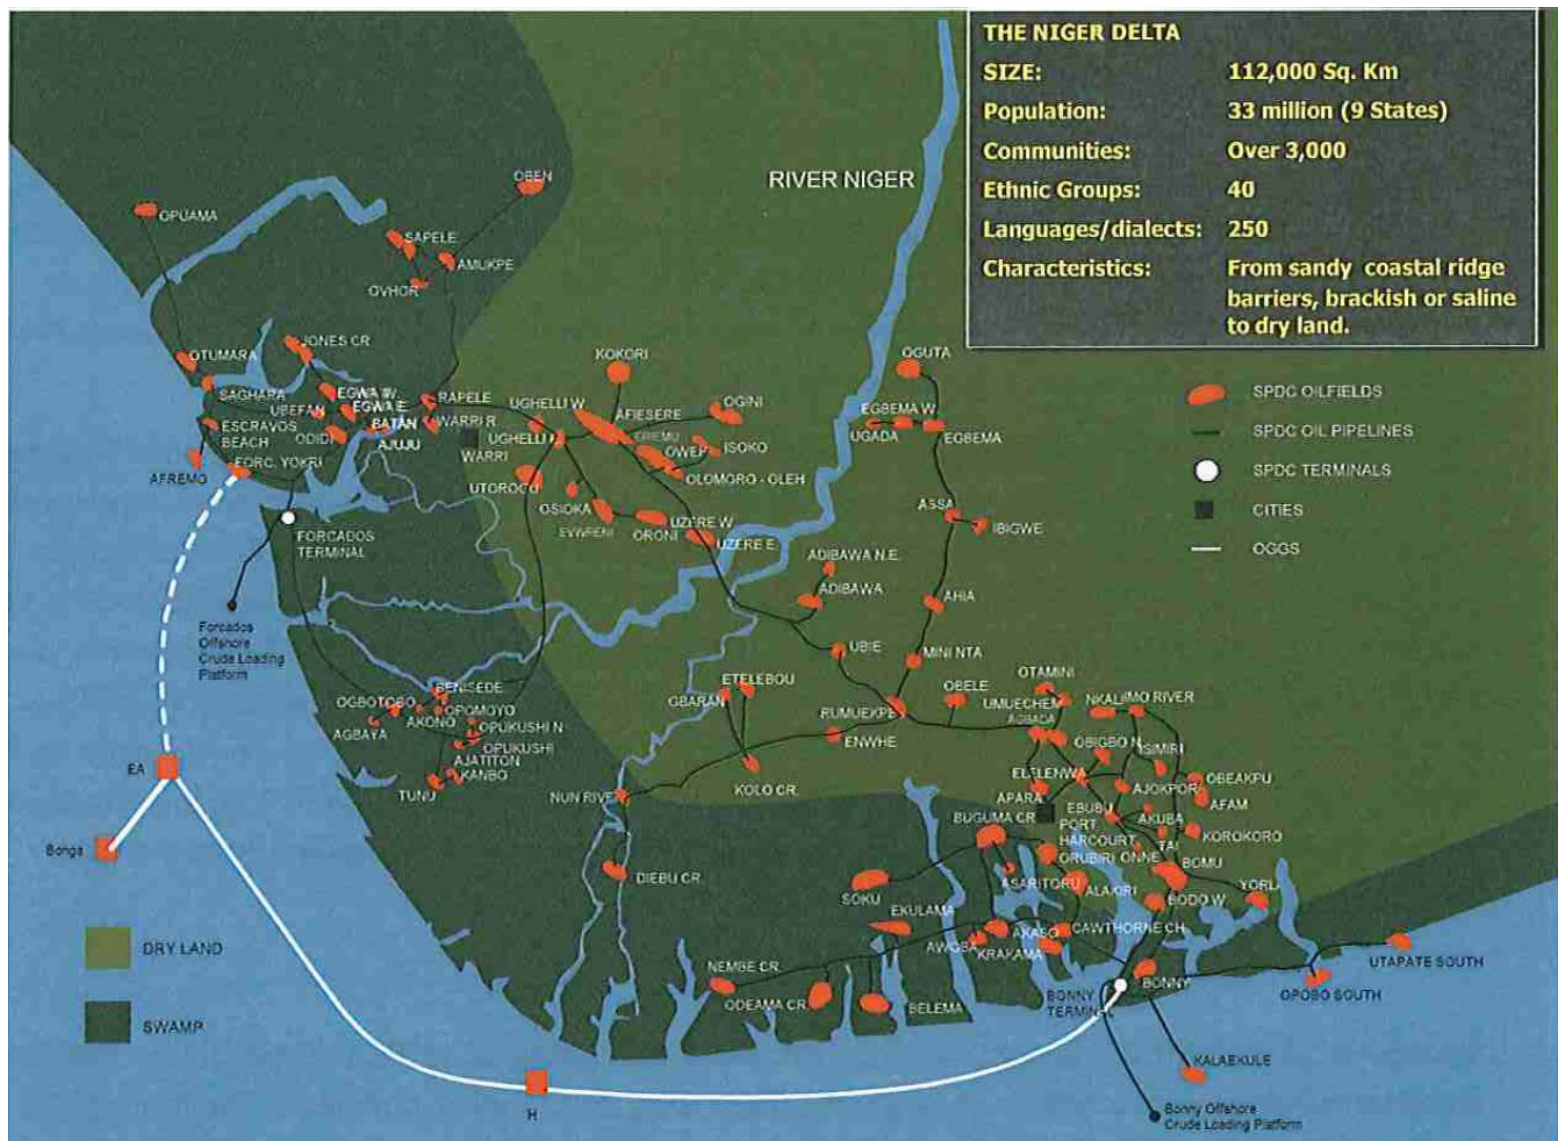 THE NIGER DELTA
SIZE: 112,000 Sq. Km
Population: 33 million (9 States)
Communities: Over 3,000
Ethnic Groups: 40
Languages/dialects: 250
Characteristics: From sandy coastal ridge
barriers, brackish or saline
to dry land.
RIVER NIGER
SPDC OILFIELDS
SPDC OIL PIPELINES
SPDC TERMINALS
CITIES
OGGS
OBEN
OPUAMA
SAPELE
AMUKPE
OVHOR
JONES CR
OTUMARA
SAGHARA
EGWA W.
EGWA E.
UBEFAN
BATAN
ODIDI
AJUJU
ESCRAVOS
BEACH
FORC. YOKRI
AFREMO
RAPELE
WARRI R
WARRI
KOKORI
UGHELLI W.
UGHELLI
AFIESERE
ERIEMU
OGINI
OWEH
ISOKO
OLOMORO - OLEH
UTOROGU
OSIOKA
EVWRENI
ORONI
UZERE W
UZERE E.
OGUTA
EGBEMA W
UGADA
EGBEMA
ASSA
IBIGWE
ADIBAWA N.E.
ADIBAWA
AHIA
UBIE
MINI NTA
FORCADOS
TERMINAL
Forcados
Offshore
Crude Loading
Platform
BENISEDE
OGBOTOBO
OPOMOYO
AKONO
AGBAYA
OPUKUSHI N
OPUKUSHI
AJATITON
KANBO
TUNU
ETELEBOU
GBARAN
RUMUEKPE
OBELE
OTAMINI
UMUECHEM
AGBADA
NKALI
IMO RIVER
ENWHE
KOLO CR.
NUN RIVER
OBIGBO N.
ISIMIRI
ELELENWA
OBEAKPU
APARA
AJOKPORI
AFAM
EBUBU
AKUBA
BUGUMA CR
PORT
HARCOURT
TAI
KOROKORO
ORUBIRI
ONNE
BOMU
DIEBU CR.
SOKU
ASARITORU
ALAKIRI
BODO W.
YORLA
EKULAMA
AWOBA
AKASO
CAWTHORNE CH
KRAKAMA
NEMBE CR.
ODEAMA CR.
BELEMA
BONNY
TERMINAL
BONNY
UTAPATE SOUTH
OPOBO SOUTH
KALAEKULE
Bonny Offshore
Crude Loading Platform
EA
Bonga
H
DRY LAND
SWAMP